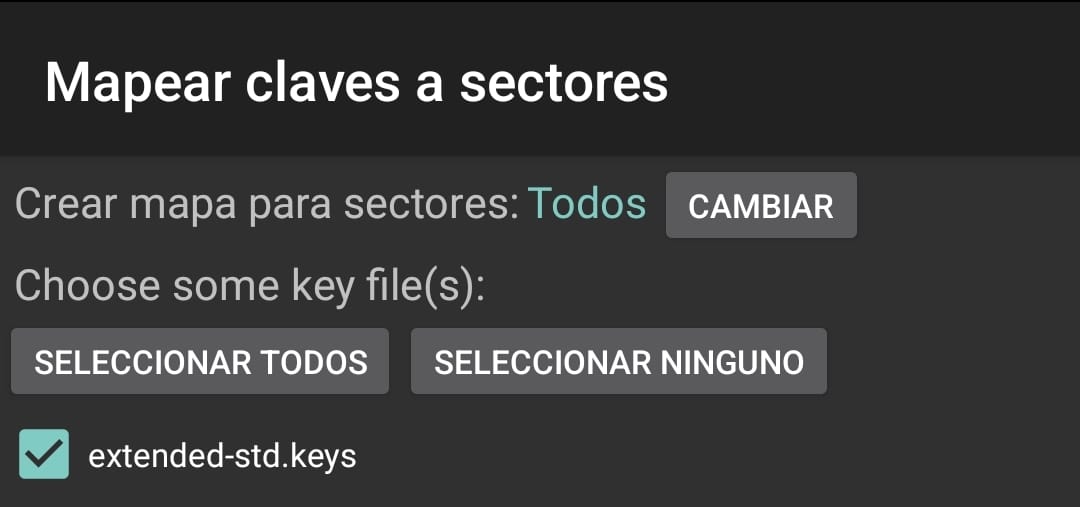 Mapear claves a sectores
Crear mapa para sectores: Todos CAMBIAR
Choose some key file(s):
SELECCIONAR TODOS SELECCIONAR NINGUNO
extended-std.keys